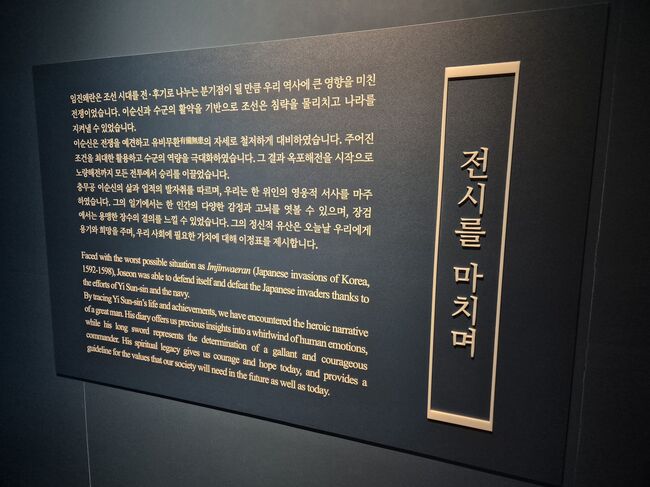 전시를 마치며
임진왜란은 조선 시대를 전·후기로 나누는 분기점이 될 만큼 우리 역사에 큰 영향을 미친
전쟁이었습니다. 이순신과 수군의 활약을 기반으로 조선은 침략을 물리치고 나라를
지켜낼 수 있었습니다.
이순신은 전쟁을 예견하고 유비무환有備無患의 자세로 철저하게 대비하였습니다. 주어진
조건을 최대한 활용하고 수군의 역량을 극대화하였습니다. 그 결과 옥포해전을 시작으로
노량해전까지 모든 전투에서 승리를 이끌었습니다.
충무공 이순신의 삶과 업적의 발자취를 따르며, 우리는 한 위인의 영웅적 서사를 마주
하였습니다. 그의 일기에서는 한 인간의 다양한 감정과 고뇌를 엿볼 수 있으며, 장검
에서는 용맹한 장수의 결의를 느낄 수 있었습니다. 그의 정신적 유산은 오늘날 우리에게
용기와 희망을 주며, 우리 사회에 필요한 가치에 대해 이정표를 제시합니다.
Faced with the worst possible situation as Imjinwaeran (Japanese invasions of Korea,
1592-1598), Joseon was able to defend itself and defeat the Japanese invaders thanks to
the efforts of Yi Sun-sin and the navy.
By tracing Yi Sun-sin's life and achievements, we have encountered the heroic narrative
of a great man. His diary offers us precious insights into a whirlwind of human emotions,
while his long sword represents the determination of a gallant and courageous
commander. His spiritual legacy gives us courage and hope today, and provides a
guideline for the values that our society will need in the future as well as today.